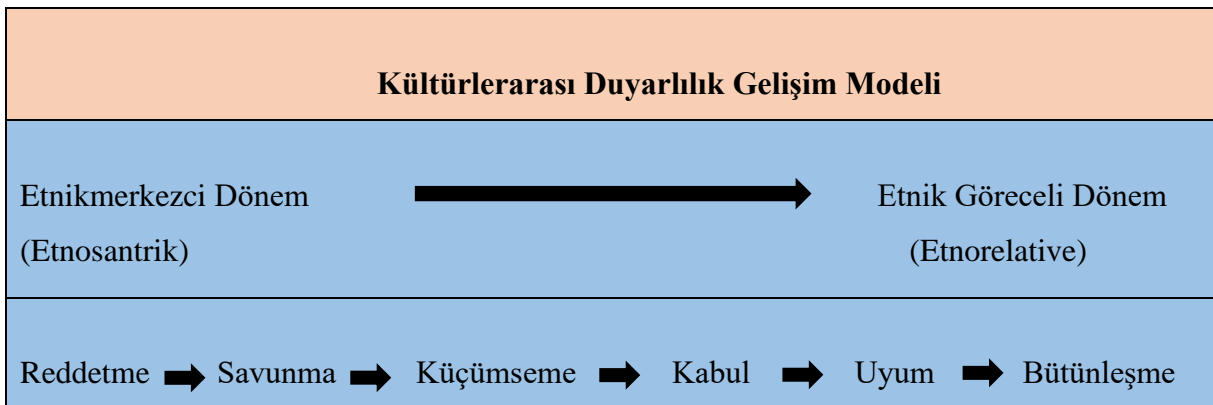 Kültürlerarası Duyarlılık Gelişim Modeli
Etnikmerkezci Dönem Etnik Göreceli Dönem
(Etnosantrik) (Etnorelative)
Reddetme Savunma Küçümseme Kabul Uyum Bütünleşme